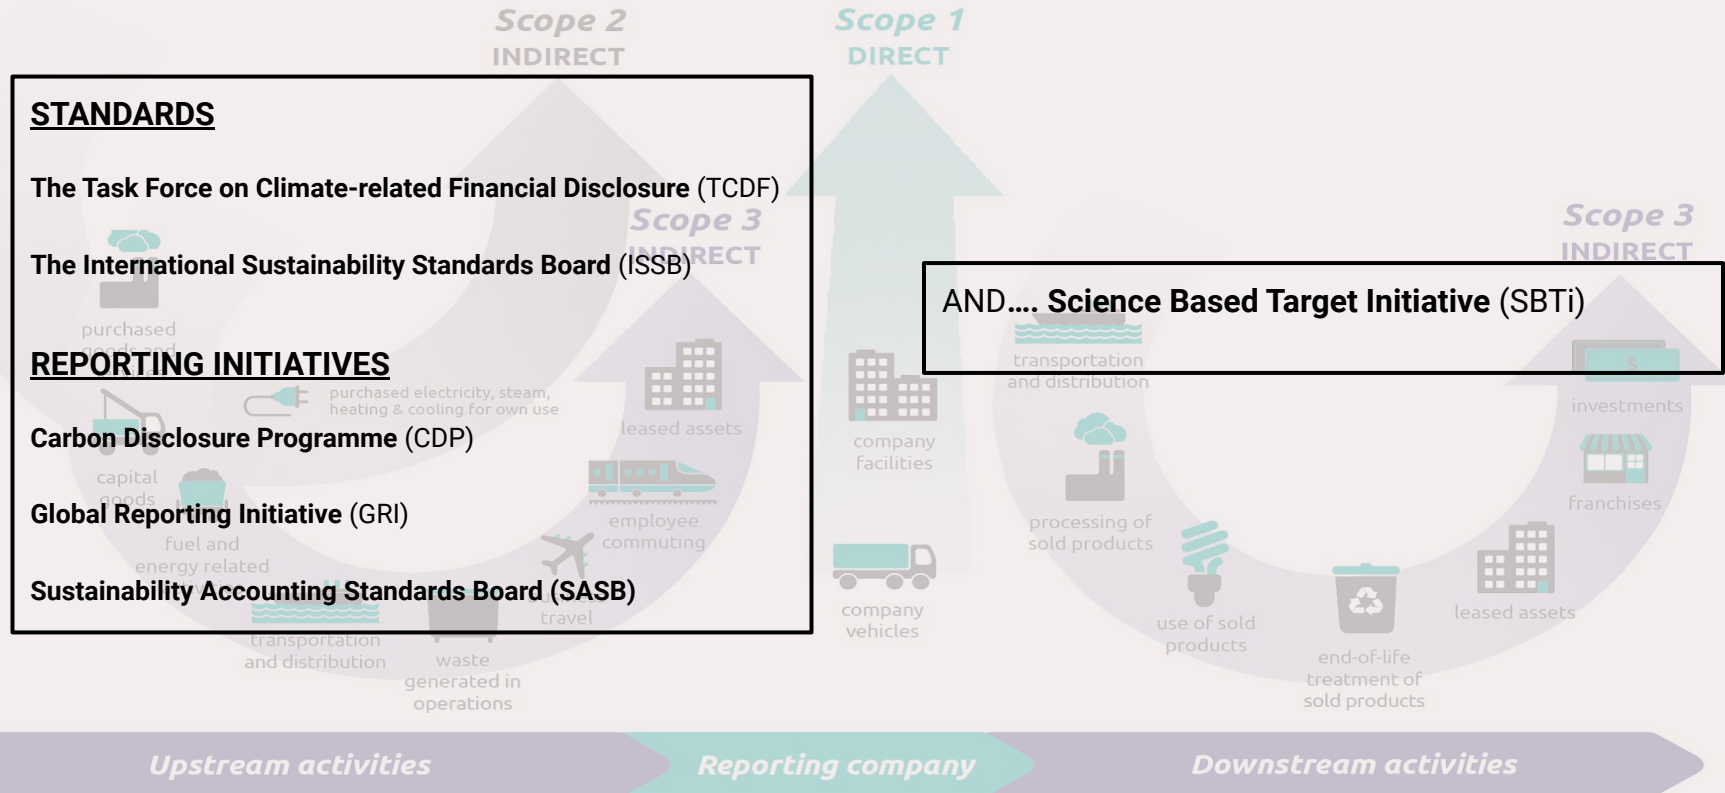 Scope 2
INDIRECT
Scope 1
DIRECT
STANDARDS
The Task Force on Climate-related Financial Disclosure (TCDF)
The International Sustainability Standards Board (ISSB)
REPORTING INITIATIVES
Carbon Disclosure Programme (CDP)
Global Reporting Initiative (GRI)
Sustainability Accounting Standards Board (SASB)
AND…. Science Based Target Initiative (SBTi)
Scope 3
INDIRECT
purchased
goods and
purchased electricity, steam,
heating & cooling for own use
capital
goods
fuel and
energy related
transportation
and distribution
waste
generated in
operations
travel
employee
commuting
leased assets
company
facilities
company
vehicles
Scope 3
INDIRECT
transportation
and distribution
processing of
sold products
use of sold
products
end-of-life
treatment of
sold products
leased assets
franchises
investments
$
Upstream activities
Reporting company
Downstream activities